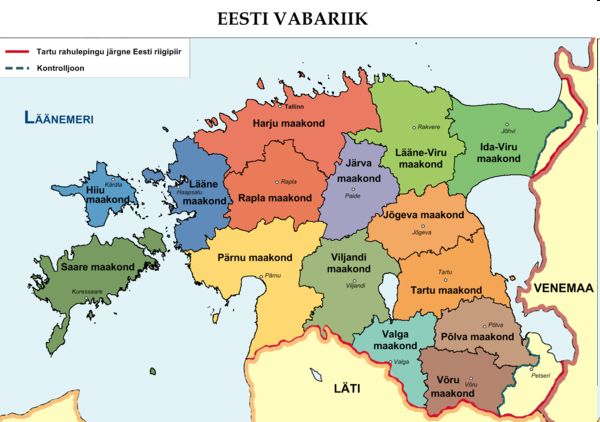 EESTI VABARIIK
Tartu rahulepingu järgne Eesti riigipiir
Kontrolljoon
LÄÄNEMERI
Tallinn
Harju maakond
Rakvere
Lääne-Viru
maakond
Jõhvi
Ida-Viru
maakond
Järva
maakond
Paide
Kärdla
Hiiu
maakond
Lääne
Haapsalu
maakond
Rapla
Rapla maakond
Jõgeva maakond
Jõgeva
Saare maakond
Kuressaare
Pärnu maakond
Pärnu
Viljandi
maakond
Viljandi
Tartu
Tartu maakond
VENEMAA
Valga
maakond
Valga
Põlva
Põlva maakond
Petseri
Võru
maakond
Võru
LÄTI